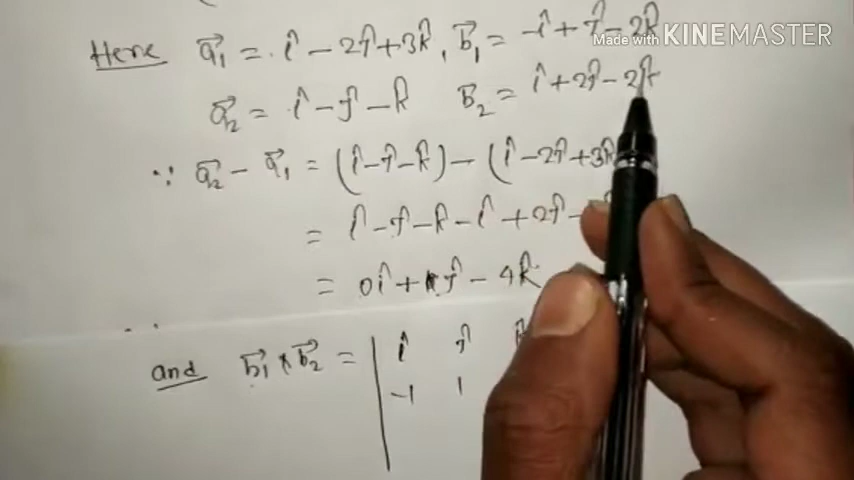 Here a⃗₁ = î - 2ĵ + 3k̂, b⃗₁ = -î + ĵ - 2k̂
Made with KINEMASTER
a⃗₂ = î - ĵ - k̂ b⃗₂ = î + 2ĵ - 2k̂
∵ a⃗₂ - a⃗₁ = (î - ĵ - k̂) - (î - 2ĵ + 3k̂
= î - ĵ - k̂ - î + 2ĵ -
= 0î + ĵ - 4k̂
And b⃗₁ × b⃗₂ = | î ĵ k̂
-1 1